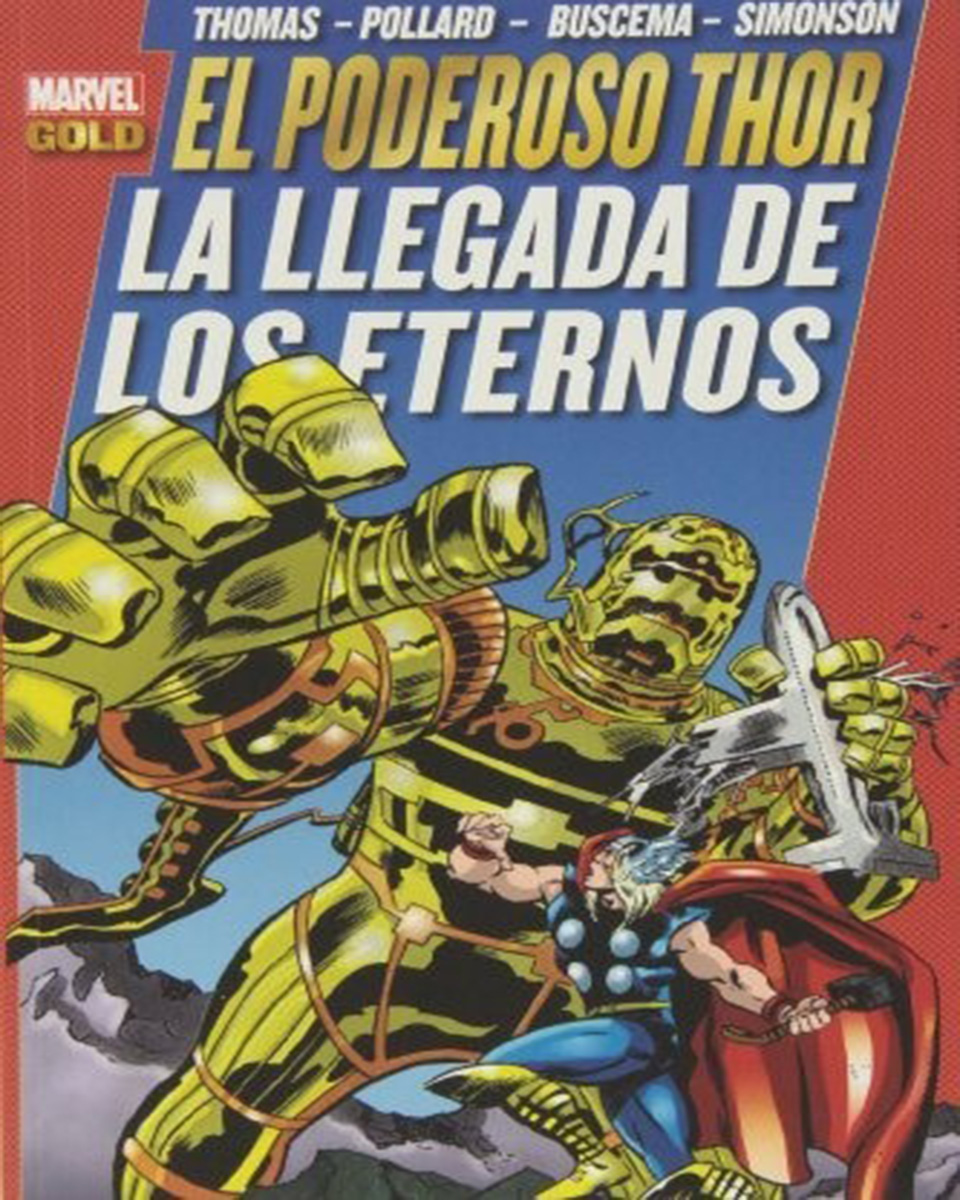 THOMAS – POLLARD – BUSCEMA – SIMONSON
MARVEL
GOLD
EL PODEROSO THOR
LA LLEGADA DE
LOS ETERNOS